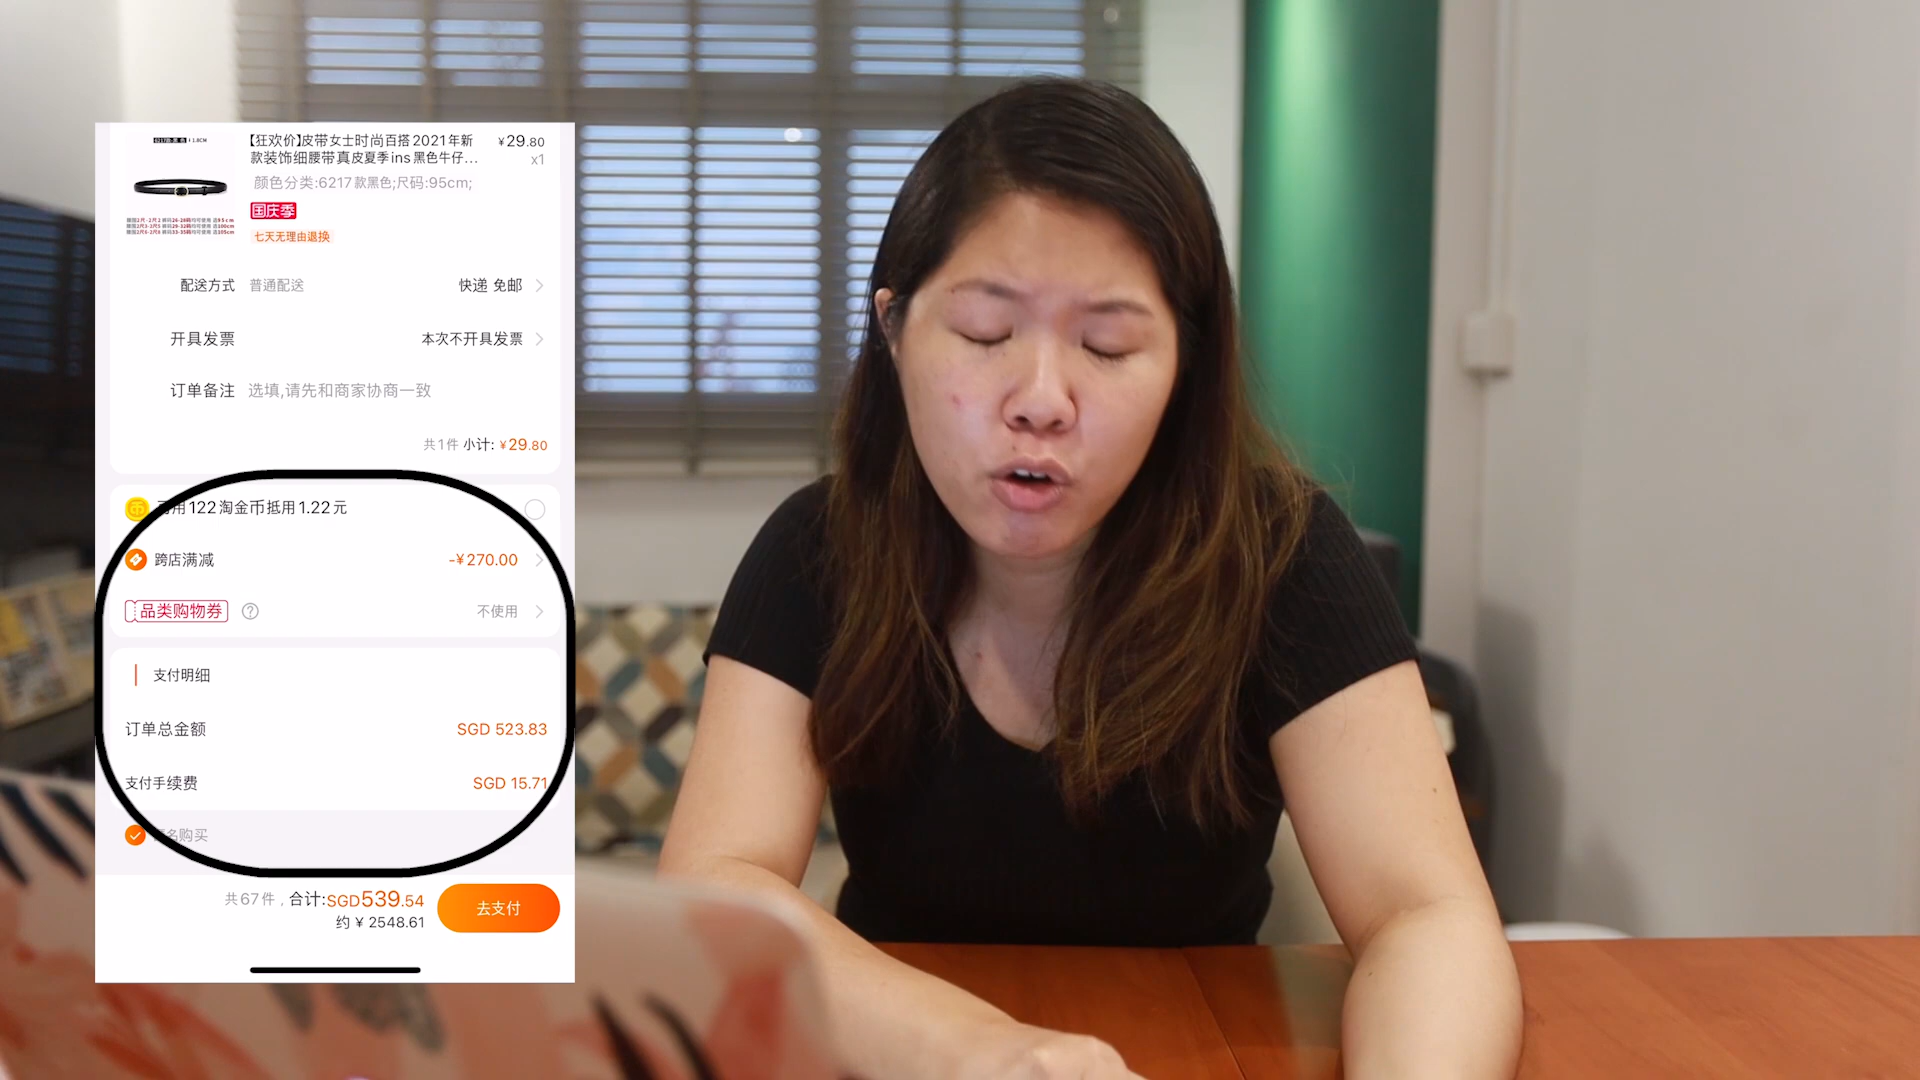 【狂欢价】皮带女士时尚百搭2021年新 ¥29.80
款装饰细腰带真皮夏季ins黑色牛仔... x1
颜色分类:6217款黑色;尺码:95cm;
国庆季
七天无理由退换
配送方式 普通配送 快递 免邮
开具发票 本次不开具发票
订单备注 选填,请先和商家协商一致
共1件 小计: ¥29.80
用122淘金币抵用1.22元
跨店满减 -¥270.00
品类购物券 ? 不使用
支付明细
订单总金额 SGD 523.83
支付手续费 SGD 15.71
名购买
共67件, 合计:SGD539.54
约 ¥ 2548.61
去支付